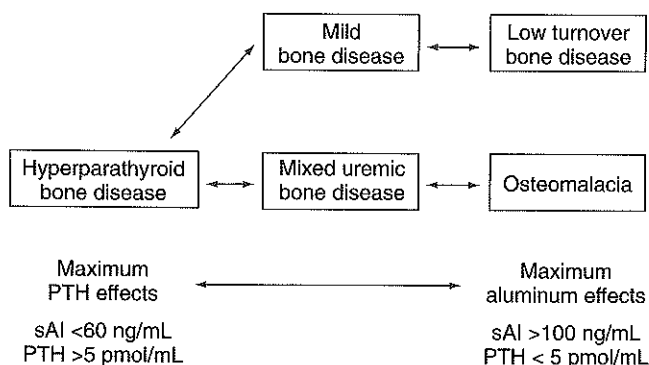 Mild
bone disease
Low turnover
bone disease
Hyperparathyroid
bone disease
Mixed uremic
bone disease
Osteomalacia
Maximum
PTH effects
Maximum
aluminum effects
sAl <60 ng/mL
PTH >5 pmol/mL
sAl >100 ng/mL
PTH < 5 pmol/mL